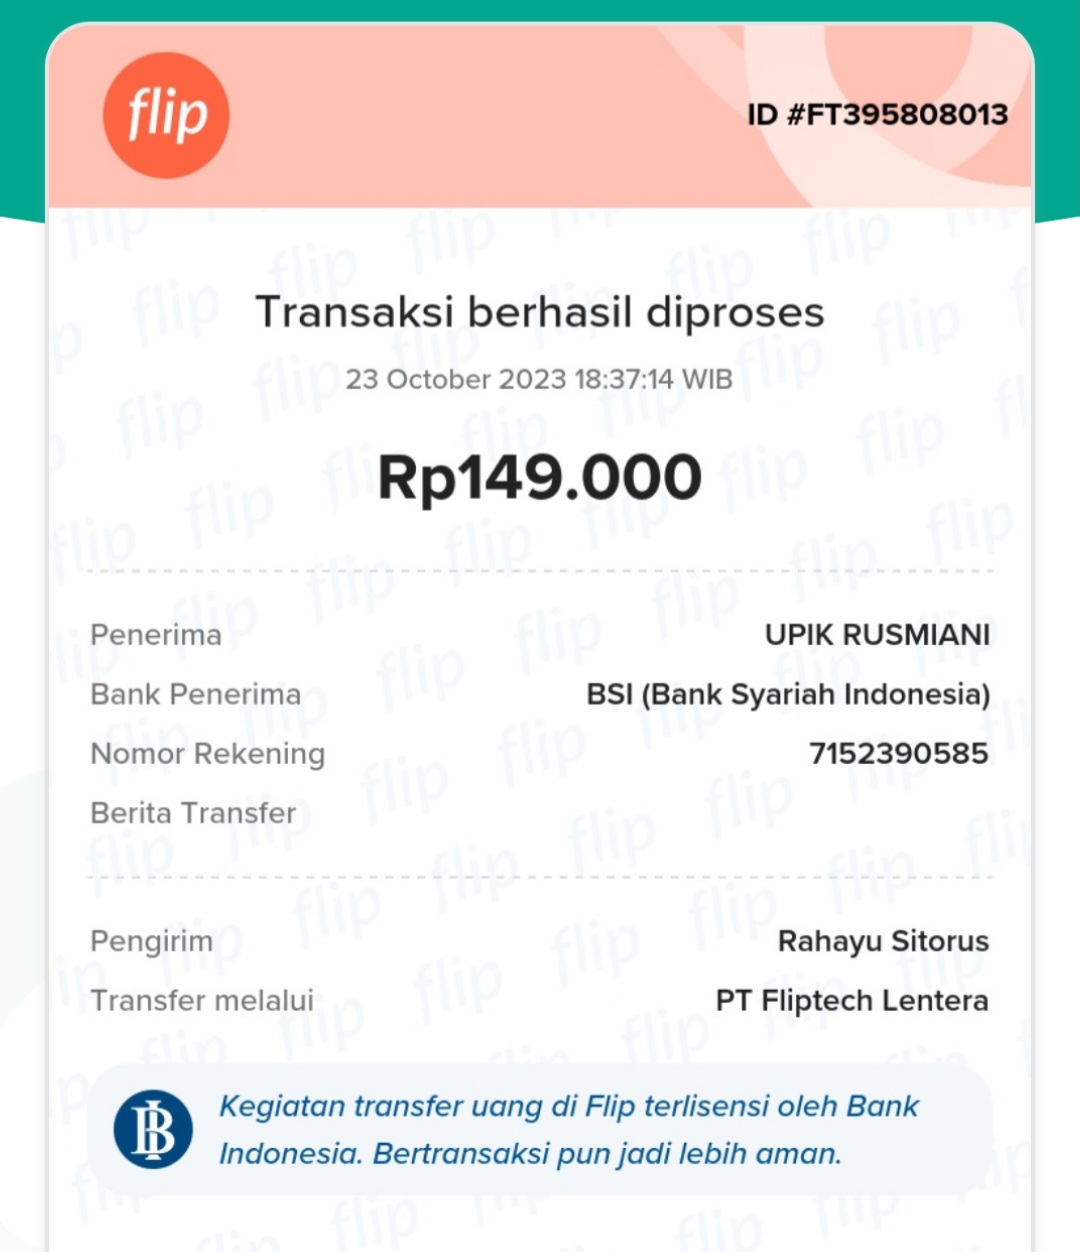 flip
ID #FT395808013
Transaksi berhasil diproses
23 October 2023 18:37:14 WIB
Rp149.000
Penerima UPIK RUSMIANI
Bank Penerima BSI (Bank Syariah Indonesia)
Nomor Rekening 7152390585
Berita Transfer
Pengirim Rahayu Sitorus
Transfer melalui PT Fliptech Lentera
Kegiatan transfer uang di Flip terlisensi oleh Bank
Indonesia. Bertransaksi pun jadi lebih aman.